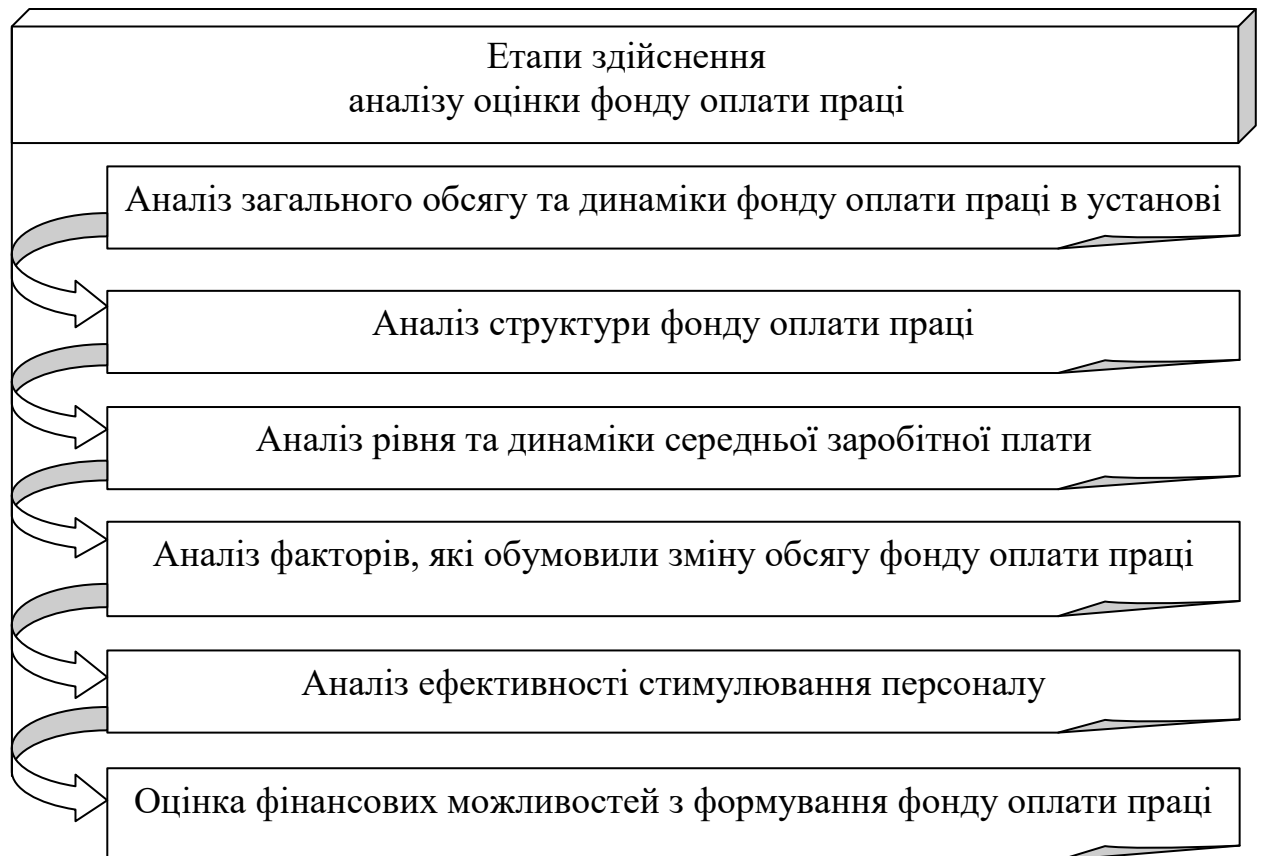 Етапи здійснення
аналізу оцінки фонду оплати праці
Аналіз загального обсягу та динаміки фонду оплати праці в установі
Аналіз структури фонду оплати праці
Аналіз рівня та динаміки середньої заробітної плати
Аналіз факторів, які обумовили зміну обсягу фонду оплати праці
Аналіз ефективності стимулювання персоналу
Оцінка фінансових можливостей з формування фонду оплати праці